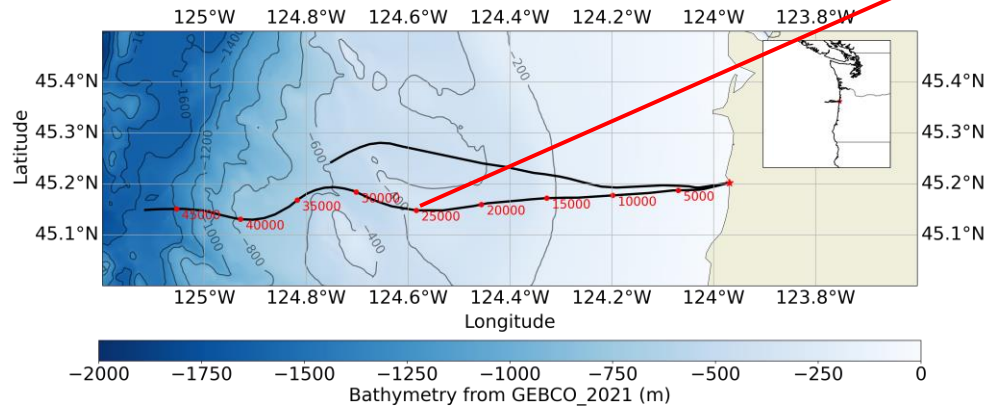 125°W 124.8°W 124.6°W 124.4°W 124.2°W 124°W 123.8°W
45.4°N 45.4°N
45.3°N 45.3°N
45.2°N 45.2°N
45.1°N 45.1°N
Latitude
-1600
-1400
-1200
-1000
-800
-600
-400
-200
45000 40000 35000 30000 25000 20000 15000 10000 5000
125°W 124.8°W 124.6°W 124.4°W 124.2°W 124°W 123.8°W
Longitude
−2000 −1750 −1500 −1250 −1000 −750 −500 −250 0
Bathymetry from GEBCO_2021 (m)